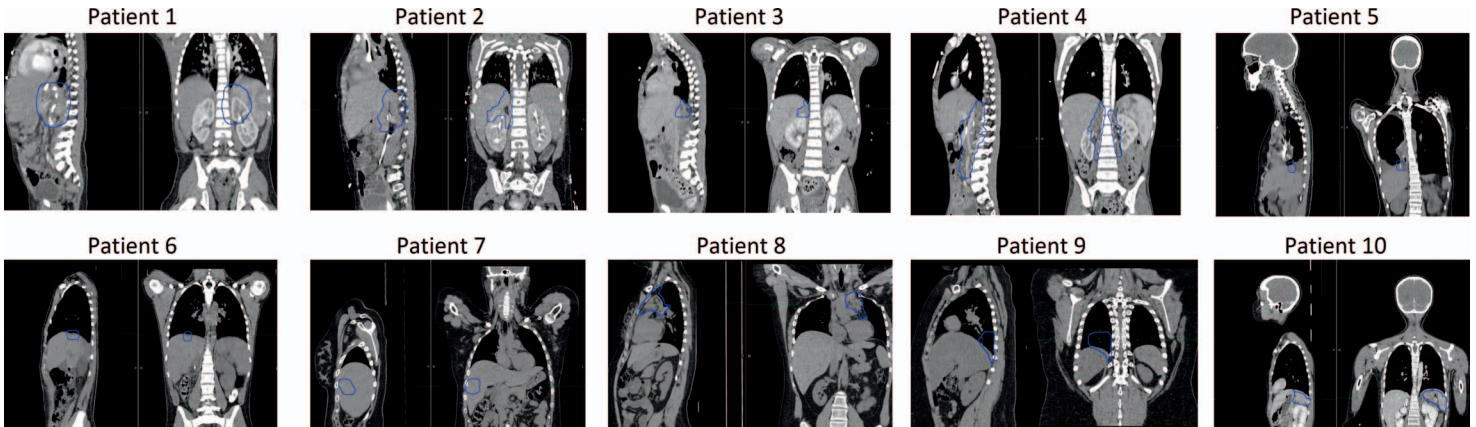 Patient 1
Patient 2
Patient 3
Patient 4
Patient 5
Patient 6
Patient 7
Patient 8
Patient 9
Patient 10